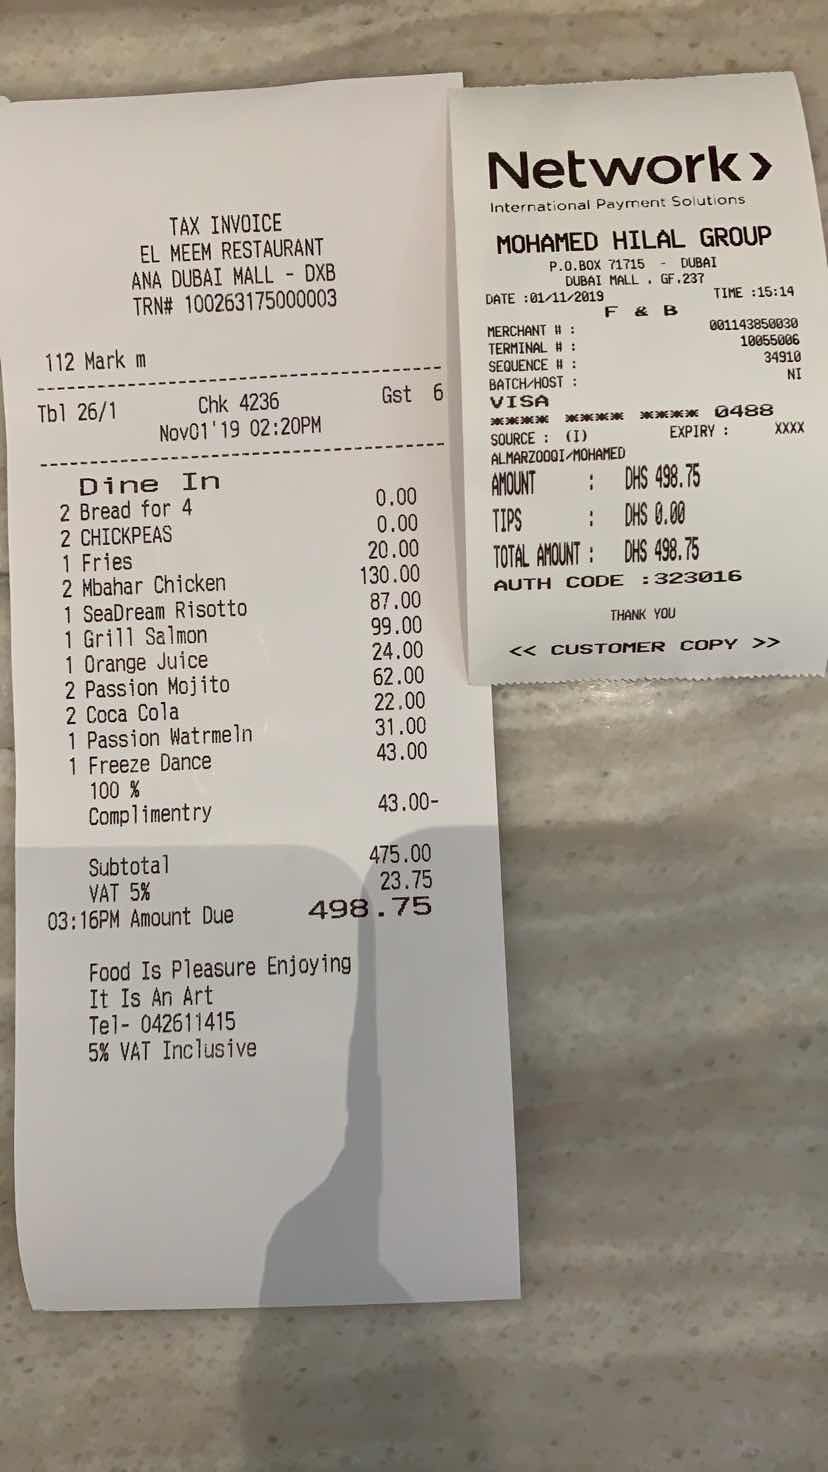 TAX INVOICE
EL MEEM RESTAURANT
ANA DUBAI MALL - DXB
TRN# 100263175000003
112 Mark m
Tbl 26/1 Chk 4236 Gst 6
Nov01'19 02:20PM
Dine In
2 Bread for 4 0.00
2 CHICKPEAS 0.00
1 Fries 20.00
2 Mbahar Chicken 130.00
1 SeaDream Risotto 87.00
1 Grill Salmon 99.00
1 Orange Juice 24.00
2 Passion Mojito 62.00
2 Coca Cola 22.00
1 Passion Watrmeln 31.00
1 Freeze Dance 43.00
100 %
Complimentry 43.00-
Subtotal 475.00
VAT 5% 23.75
03:16PM Amount Due 498.75
Food Is Pleasure Enjoying
It Is An Art
Tel- 042611415
5% VAT Inclusive
Network>
International Payment Solutions
MOHAMED HILAL GROUP
P.O.BOX 71715 - DUBAI
DUBAI MALL . GF.237
DATE :01/11/2019 TIME :15:14
F & B
MERCHANT # : 001143850030
TERMINAL # : 10055006
SEQUENCE # : 34910
BATCH/HOST : NI
VISA
**** **** **** 0488
SOURCE : (I) EXPIRY : XXXX
ALMARZOOQI/MOHAMED
AMOUNT : DHS 498.75
TIPS : DHS 0.00
TOTAL AMOUNT : DHS 498.75
AUTH CODE :323016
THANK YOU
<< CUSTOMER COPY >>